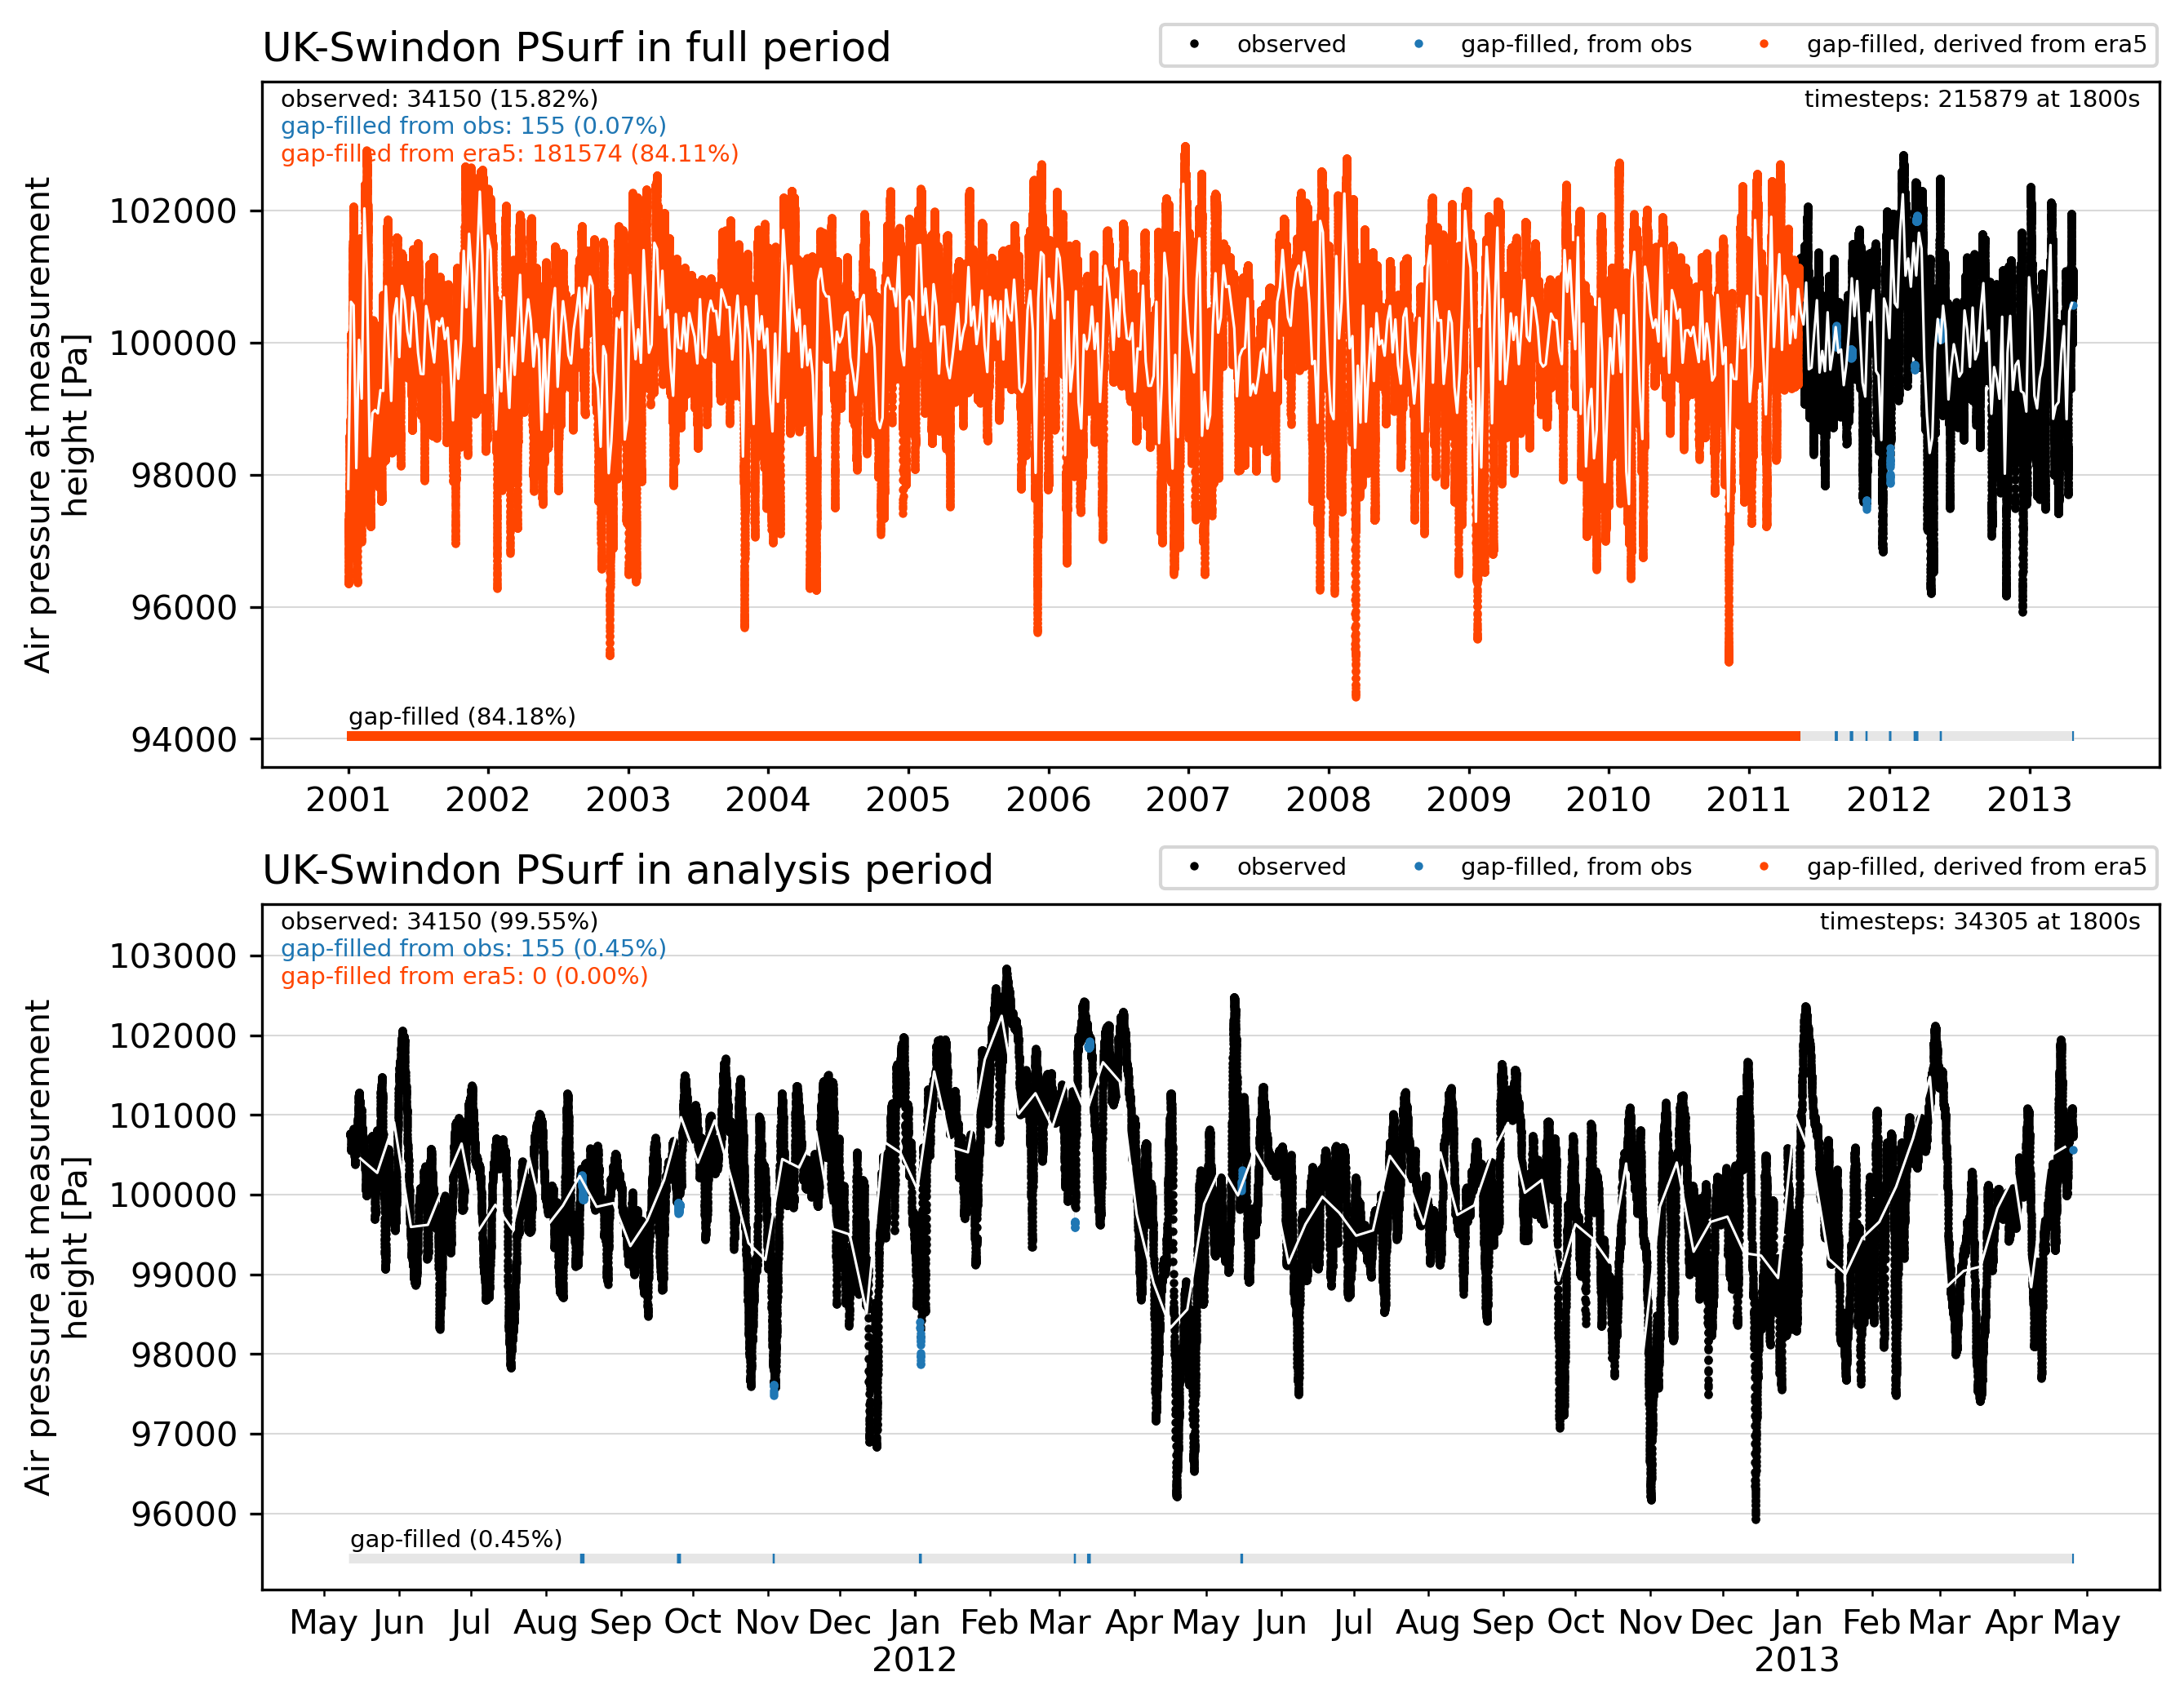 UK-Swindon PSurf in full period
observed
gap-filled, from obs
gap-filled, derived from era5
observed: 34150 (15.82%)
gap-filled from obs: 155 (0.07%)
gap-filled from era5: 181574 (84.11%)
timesteps: 215879 at 1800s
Air pressure at measurement
height [Pa]
102000
100000
98000
96000
94000
gap-filled (84.18%)
2001 2002 2003 2004 2005 2006 2007 2008 2009 2010 2011 2012 2013
UK-Swindon PSurf in analysis period
observed
gap-filled, from obs
gap-filled, derived from era5
observed: 34150 (99.55%)
gap-filled from obs: 155 (0.45%)
gap-filled from era5: 0 (0.00%)
timesteps: 34305 at 1800s
Air pressure at measurement
height [Pa]
103000
102000
101000
100000
99000
98000
97000
96000
gap-filled (0.45%)
May Jun Jul Aug Sep Oct Nov Dec Jan Feb Mar Apr May Jun Jul Aug Sep Oct Nov Dec Jan Feb Mar Apr May
2012 2013